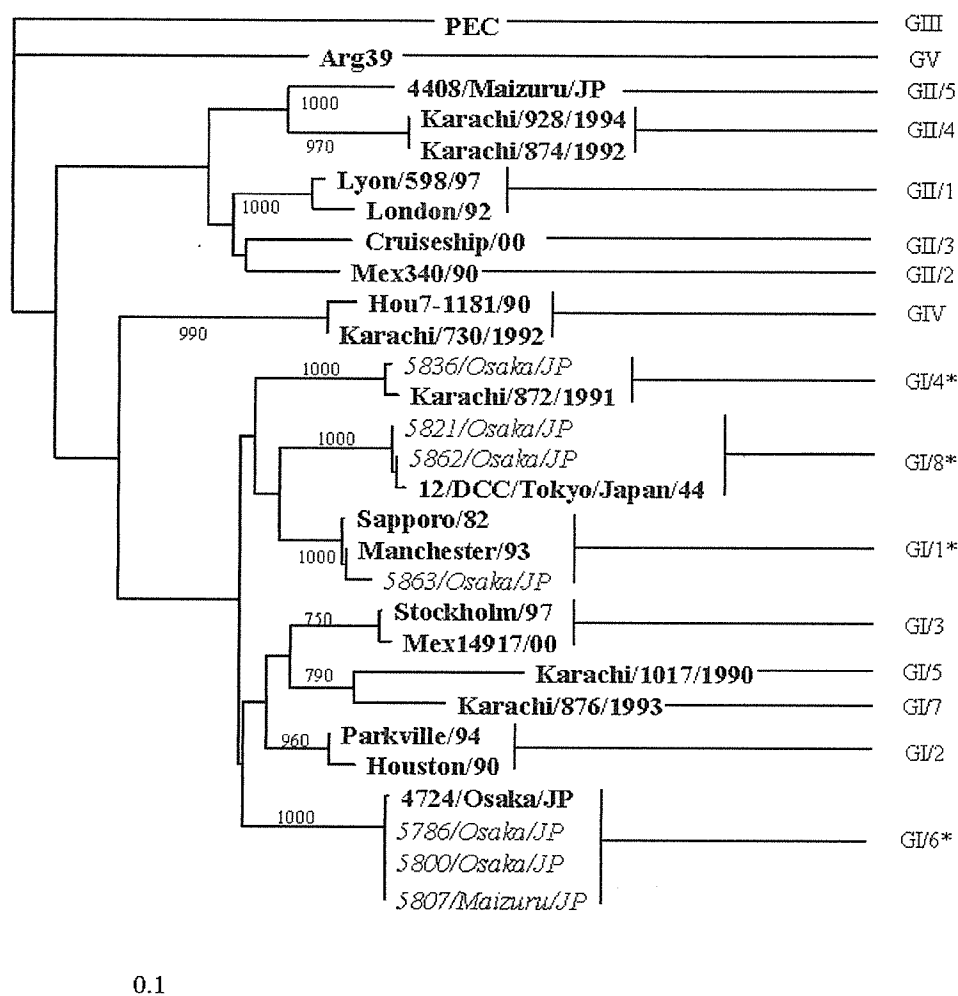 PEC GIII
Arg39 GV
4408/Maizuru/JP GII/5
1000
Karachi/928/1994
GII/4
970
Karachi/874/1992
Lyon/598/97
GII/1
1000
London/92
Cruiseship/00 GII/3
Mex340/90 GII/2
Hou7-1181/90
GIV
990
Karachi/730/1992
5836/Osaka/JP
1000
GI/4*
Karachi/872/1991
5821/Osaka/JP
1000
5862/Osaka/JP
GI/8*
12/DCC/Tokyo/Japan/44
Sapporo/82
Manchester/93
GI/1*
1000
5863/Osaka/JP
Stockholm/97
750
GI/3
Mex14917/00
Karachi/1017/1990 GI/5
790
Karachi/876/1993 GI/7
Parkville/94
960
GI/2
Houston/90
4724/Osaka/JP
1000
5786/Osaka/JP
GI/6*
5800/Osaka/JP
5807/Maizuru/JP
0.1